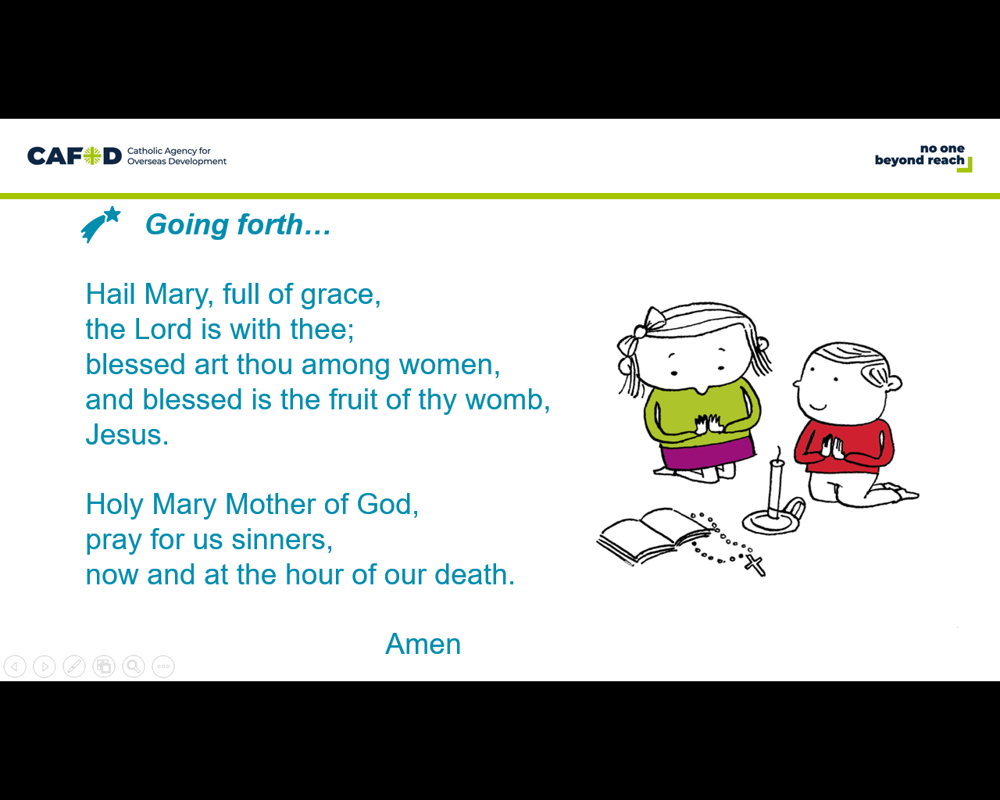 CAFOD Catholic Agency for
Overseas Development
no one
beyond reach
Going forth…
Hail Mary, full of grace,
the Lord is with thee;
blessed art thou among women,
and blessed is the fruit of thy womb,
Jesus.
Holy Mary Mother of God,
pray for us sinners,
now and at the hour of our death.
Amen